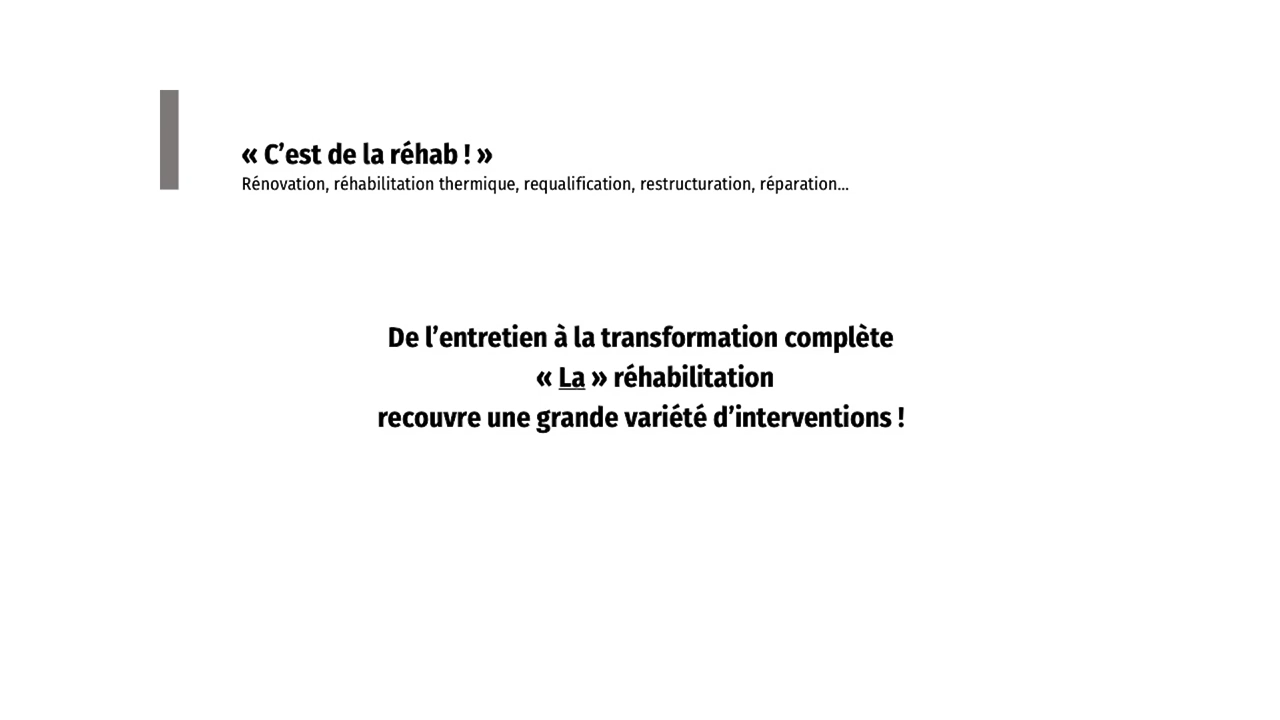 « C’est de la réhab ! »
Rénovation, réhabilitation thermique, requalification, restructuration, réparation...
De l’entretien à la transformation complète
« La » réhabilitation
recouvre une grande variété d’interventions !